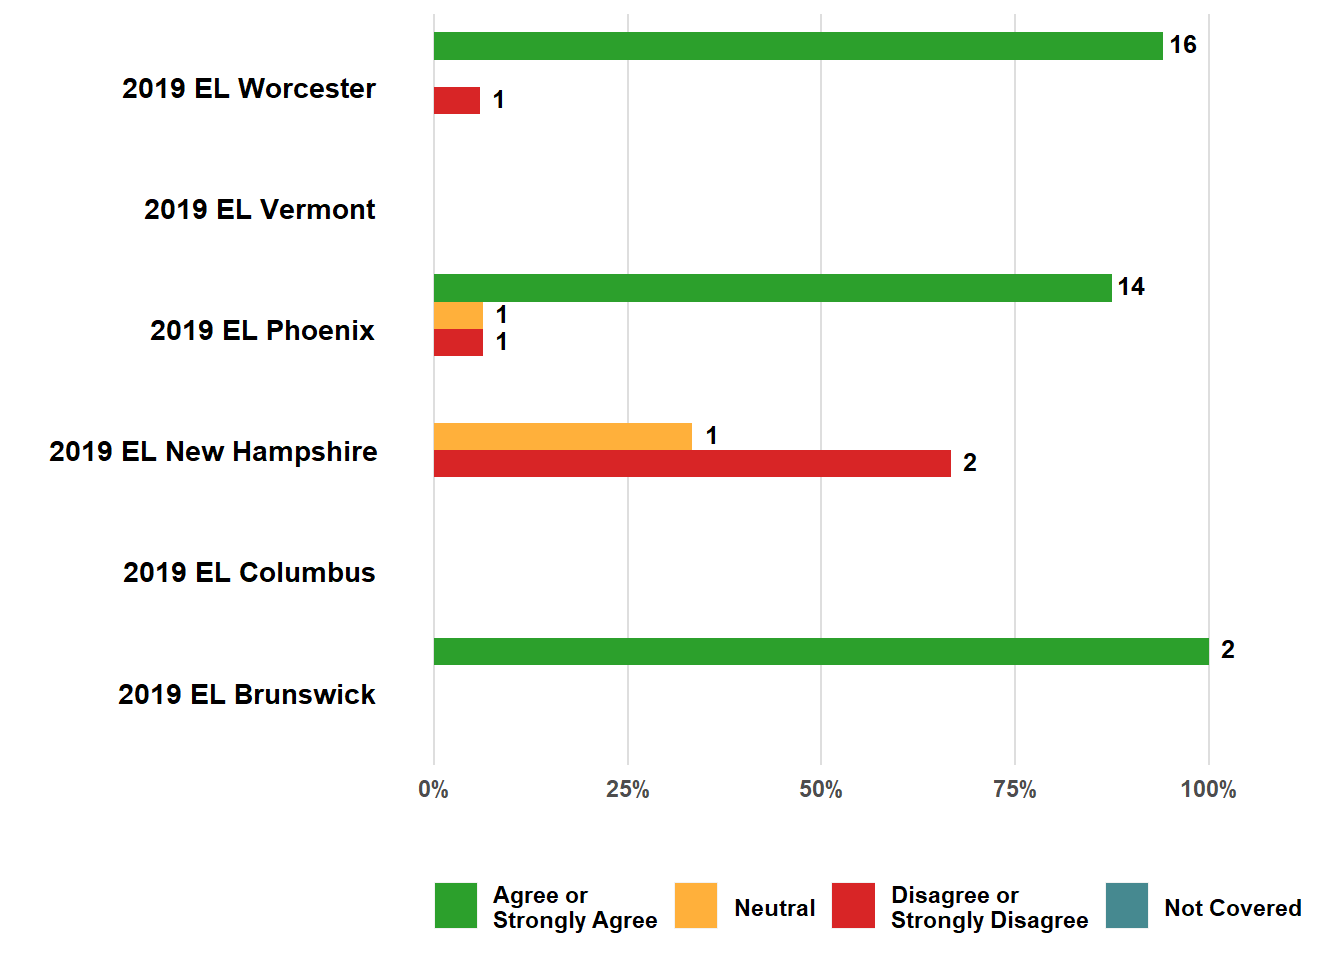 16
2019 EL Worcester
1
2019 EL Vermont
14
1
2019 EL Phoenix
1
1
2019 EL New Hampshire
2
2019 EL Columbus
2
2019 EL Brunswick
0% 25% 50% 75% 100%
Agree or
Strongly Agree
Neutral
Disagree or
Strongly Disagree
Not Covered